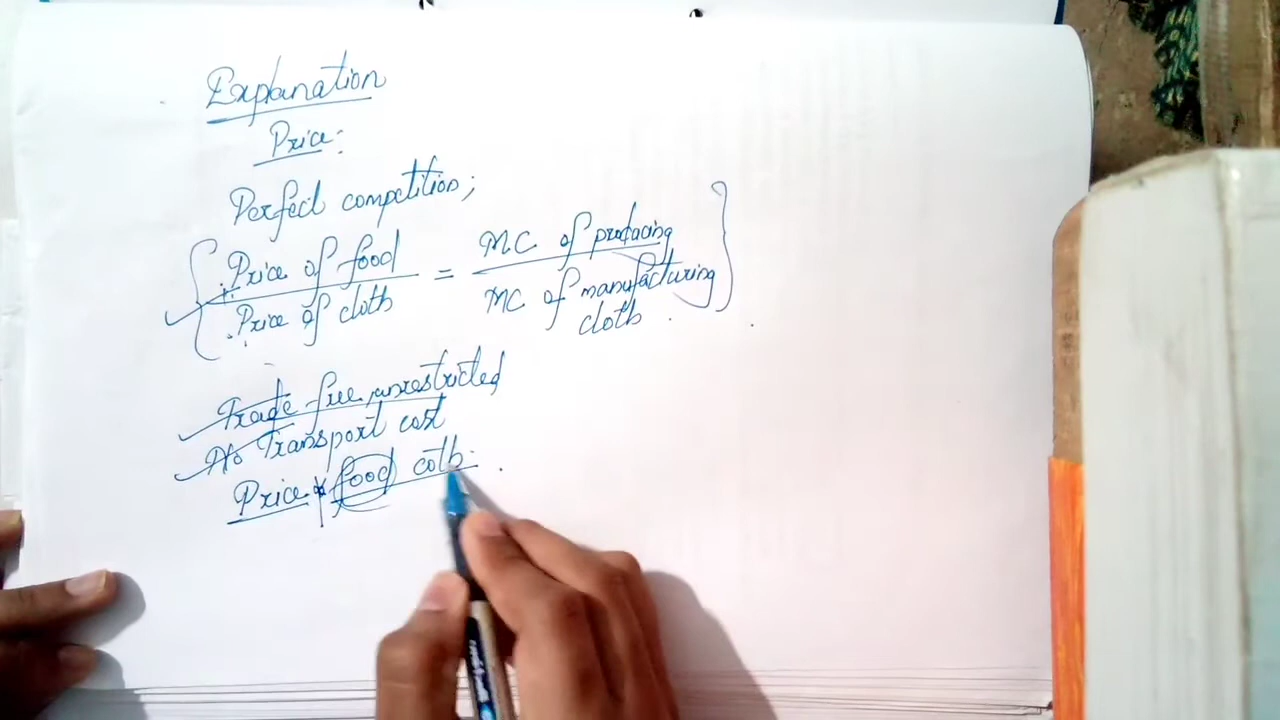 Explanation
Price:
Perfect competition;
Price of food
Price of cloth
=
MC of producing
MC of manufacturing
cloth.
Trade free, unrestricted
No Transport cost
Price food coth.